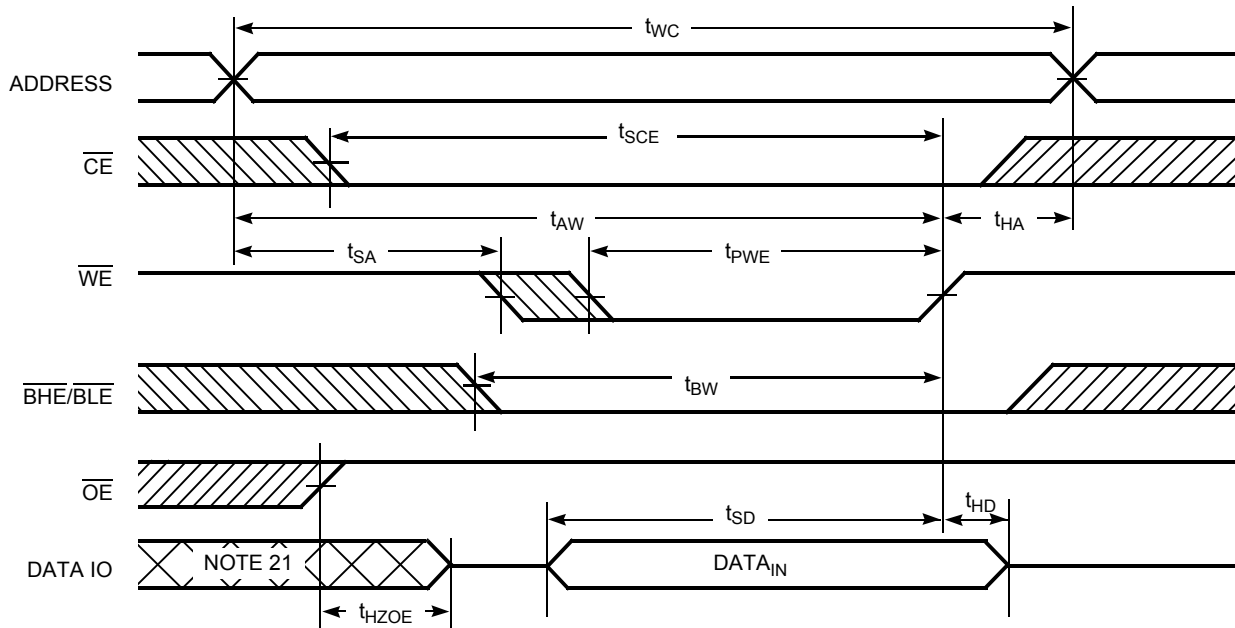 tWC
ADDRESS
tSCE
CE
tAW
tHA
tSA
tPWE
WE
tBW
BHE/BLE
OE
tSD
tHD
DATA IO
NOTE 21
DATAIN
tHZOE